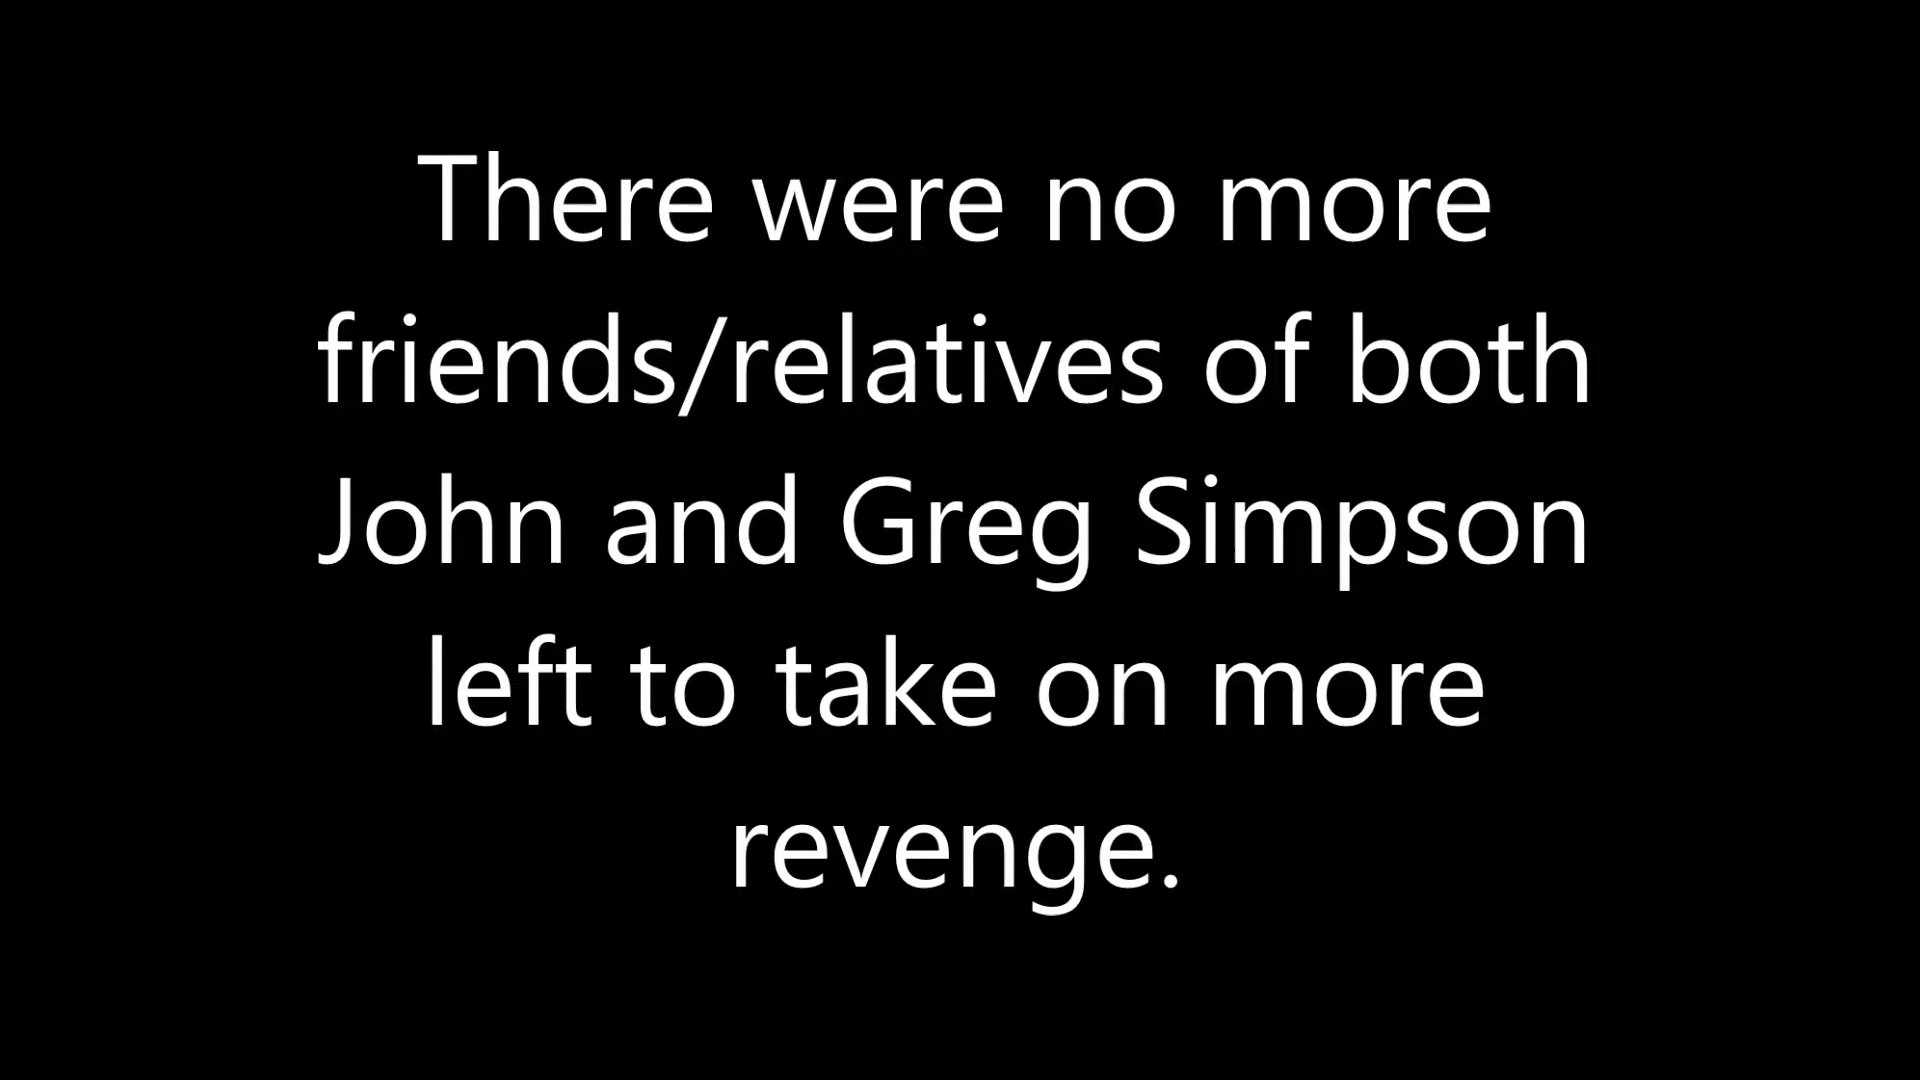 There were no more
friends/relatives of both
John and Greg Simpson
left to take on more
revenge.